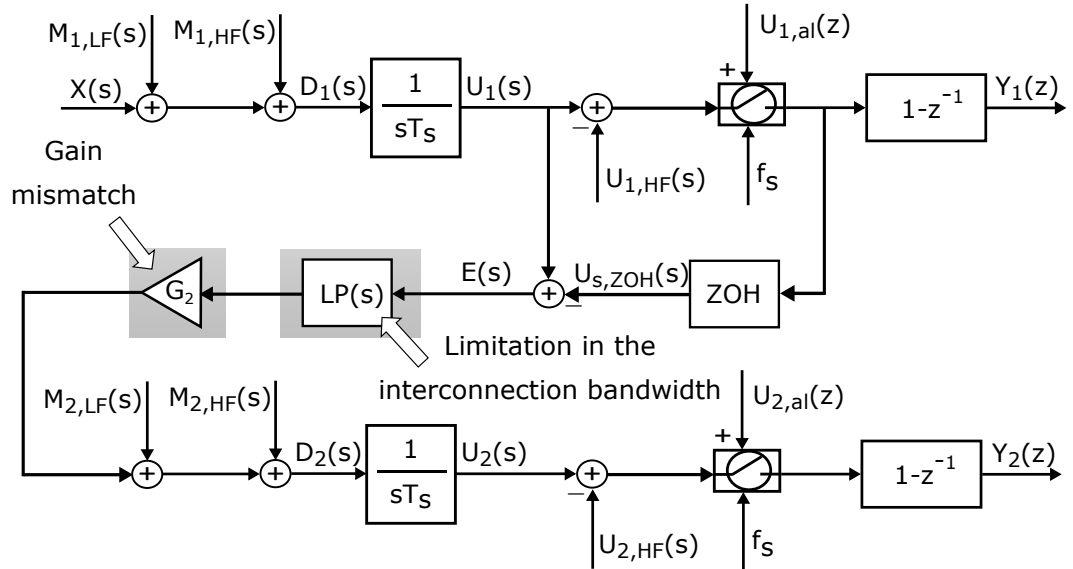 M1,LF(s) M1,HF(s) U1,al(z)
X(s) D1(s) 1 U1(s) + Y1(z)
+ + sTs + 1-z⁻¹
−
Gain U1,HF(s) fs
mismatch
G2 LP(s) E(s) + Us,ZOH(s) ZOH
−
Limitation in the
interconnection bandwidth
M2,LF(s) M2,HF(s) U2,al(z)
D2(s) 1 U2(s) + Y2(z)
+ + sTs + 1-z⁻¹
−
U2,HF(s) fs